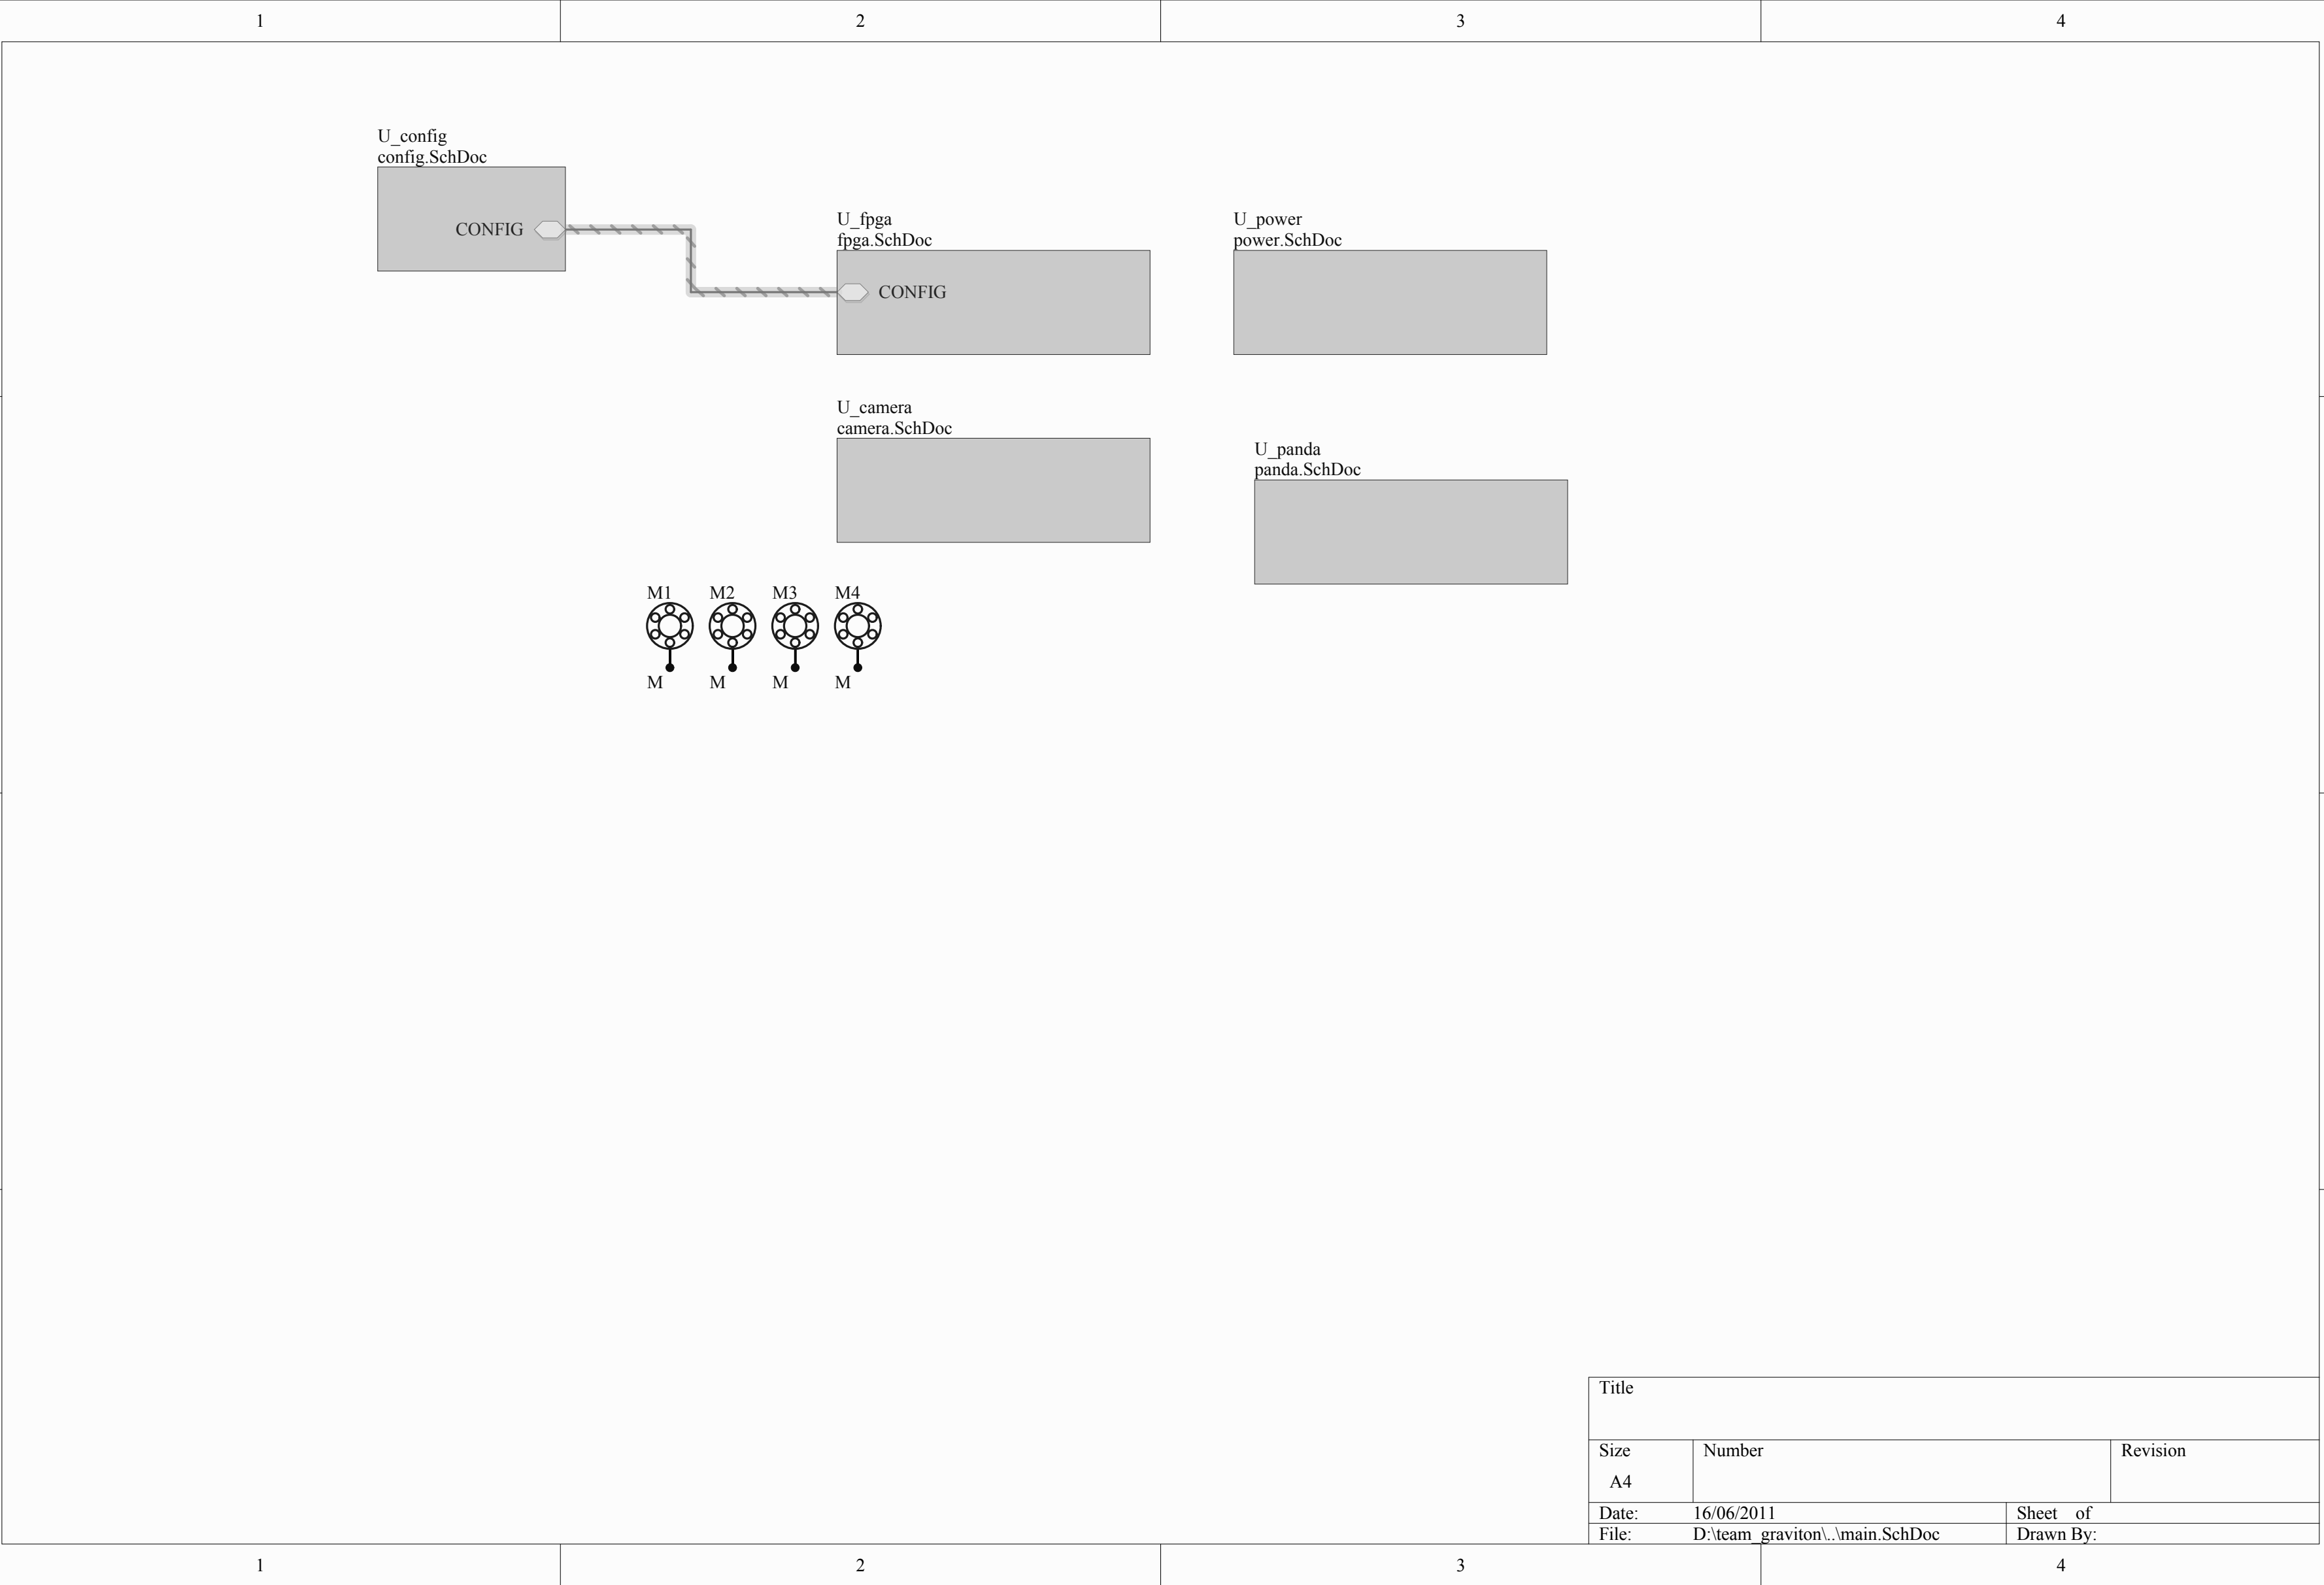 1 2 3 4
U_config
config.SchDoc
CONFIG
U_fpga
fpga.SchDoc
CONFIG
U_power
power.SchDoc
U_camera
camera.SchDoc
U_panda
panda.SchDoc
M1 M2 M3 M4
M M M M
Title
Size Number Revision
A4
Date: 16/06/2011 Sheet of
File: D:\team_graviton\..\main.SchDoc Drawn By:
1 2 3 4